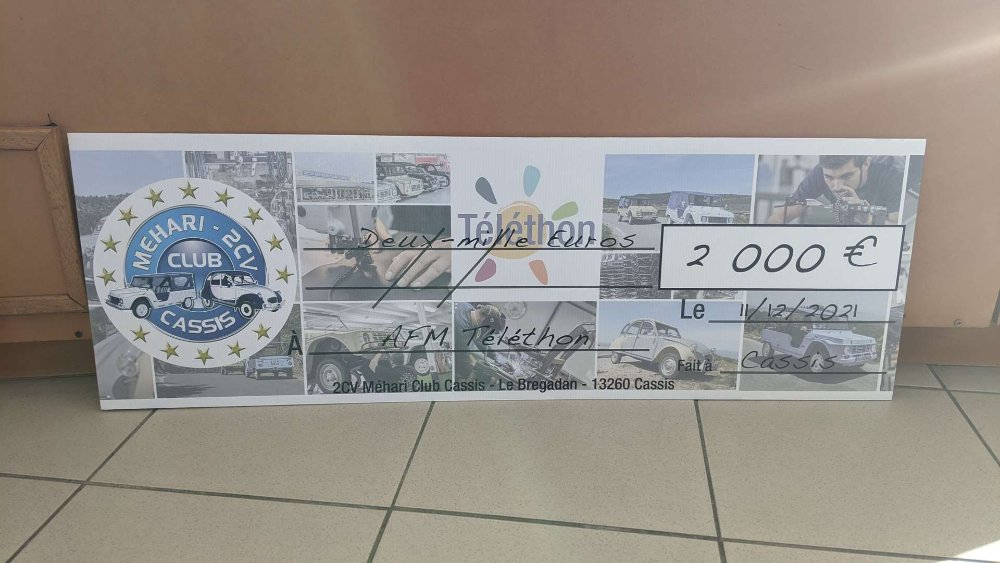 MEHARI - 2CV
CLUB
CASSIS
Téléthon
Deux-mille Euros
2 000 €
Le 11/12/2021
À AFM Téléthon
Fait à Cassis
2CV Méhari Club Cassis - Le Bregadan - 13260 Cassis